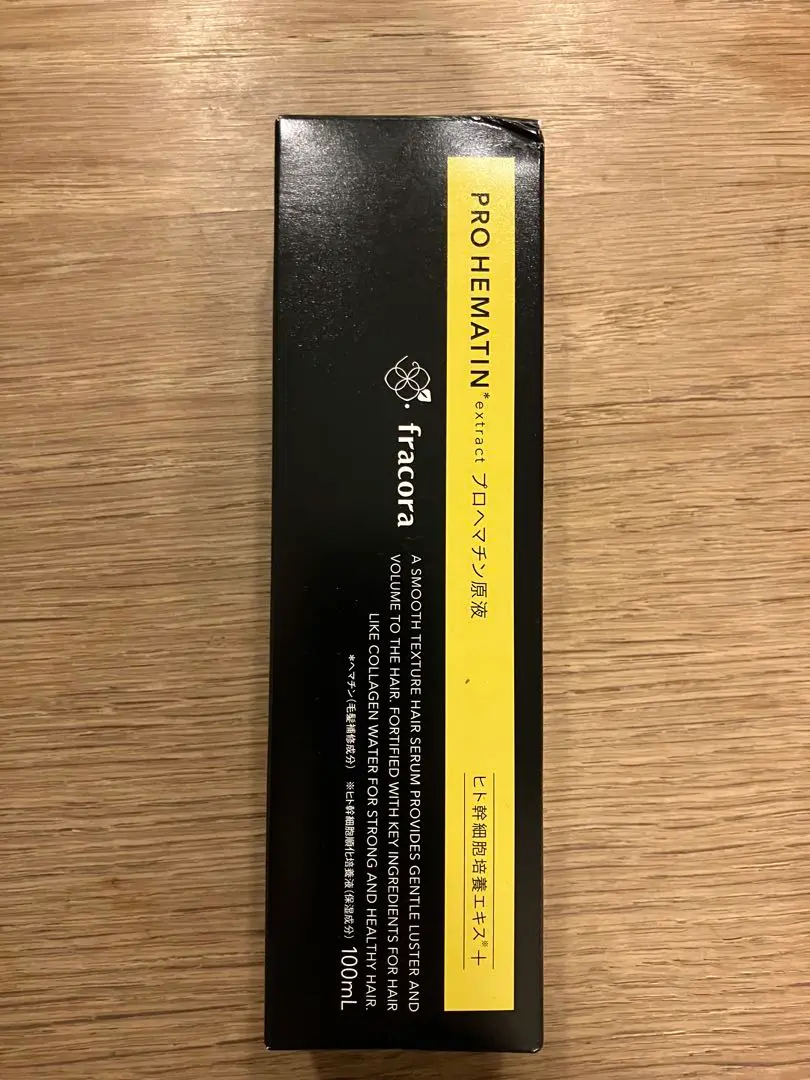 PRO HEMATIN*extract プロヘマチン原液
ヒト幹細胞培養エキス※+
fracora
A SMOOTH TEXTURE HAIR SERUM PROVIDES GENTLE LUSTER AND
VOLUME TO THE HAIR. FORTIFIED WITH KEY INGREDIENTS FOR HAIR
LIKE COLLAGEN WATER FOR STRONG AND HEALTHY HAIR.
*ヘマチン(毛髪補修成分) ※ヒト幹細胞順化培養液(保湿成分) 100mL